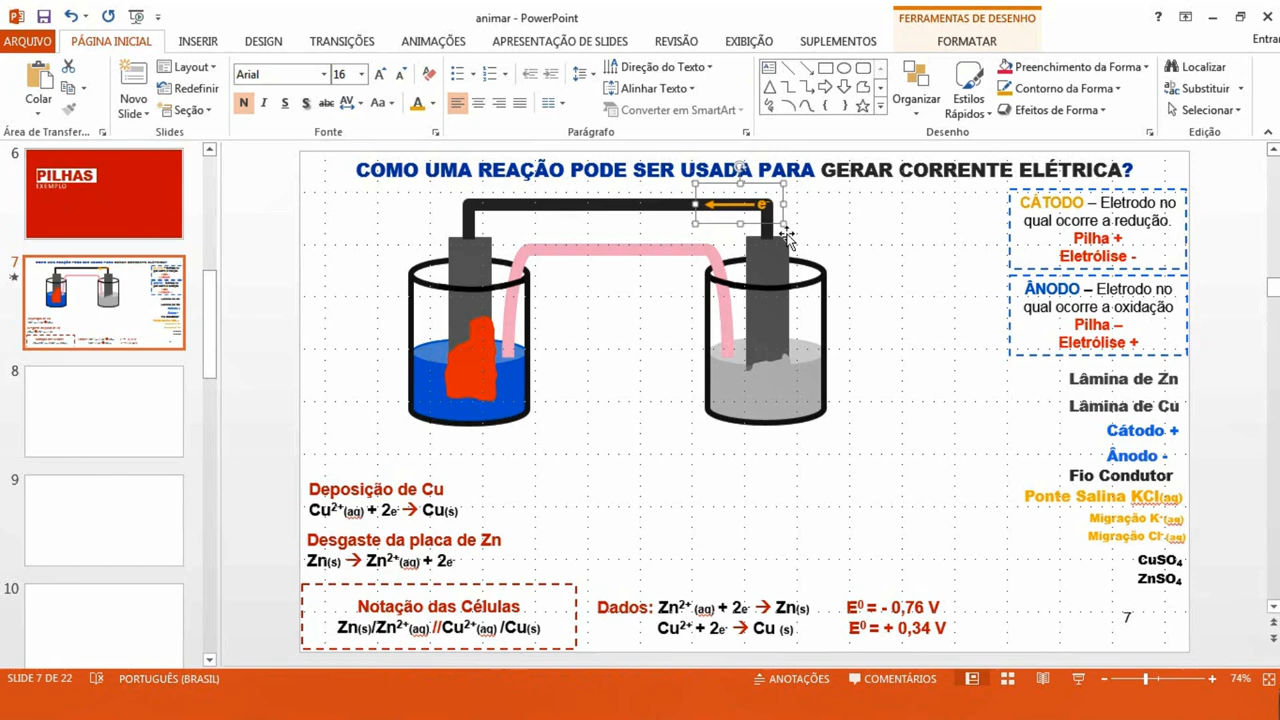 animar - PowerPoint
FERRAMENTAS DE DESENHO
ARQUIVO
PÁGINA INICIAL
INSERIR
DESIGN
TRANSIÇÕES
ANIMAÇÕES
APRESENTAÇÃO DE SLIDES
REVISÃO
EXIBIÇÃO
SUPLEMENTOS
FORMATAR
Entrar
Colar
Novo
Slide
Layout
Redefinir
Seção
Arial
16
N I S S abc AV Aa A
Direção do Texto
Alinhar Texto
Converter em SmartArt
Organizar
Estilos
Rápidos
Preenchimento da Forma
Contorno da Forma
Efeitos de Forma
Localizar
Substituir
Selecionar
Área de Transfer...
Slides
Fonte
Parágrafo
Desenho
Edição
6
PILHAS
EXEMPLO
7
8
9
10
COMO UMA REAÇÃO PODE SER USADA PARA GERAR CORRENTE ELÉTRICA?
e⁻
CÁTODO – Eletrodo no
qual ocorre a redução.
Pilha +
Eletrólise -
ÂNODO – Eletrodo no
qual ocorre a oxidação
Pilha –
Eletrólise +
Lâmina de Zn
Lâmina de Cu
Cátodo +
Ânodo -
Fio Condutor
Ponte Salina KCl(aq)
Migração K⁺(aq)
Migração Cl⁻(aq)
CuSO₄
ZnSO₄
Deposição de Cu
Cu²⁺(aq) + 2e⁻ → Cu(s)
Desgaste da placa de Zn
Zn(s) → Zn²⁺(aq) + 2e⁻
Notação das Células
Zn(s)/Zn²⁺(aq) //Cu²⁺(aq) /Cu(s)
Dados: Zn²⁺ (aq) + 2e⁻ → Zn(s) E⁰ = - 0,76 V
Cu²⁺ + 2e⁻ → Cu (s) E⁰ = + 0,34 V
7
SLIDE 7 DE 22
PORTUGUÊS (BRASIL)
ANOTAÇÕES
COMENTÁRIOS
74%